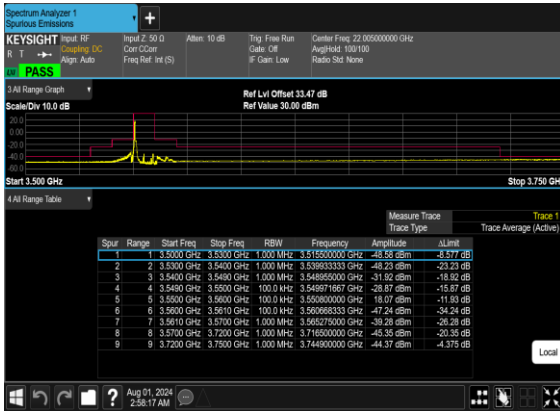 Spectrum Analyzer 1
Spurious Emissions
+
KEYSIGHT Input: RF Input Z: 50 Ω Atten: 10 dB Trig: Free Run Center Freq: 22.005000000 GHz
R T Coupling: DC Corr CCorr Gate: Off Avg|Hold: 100/100
Align: Auto Freq Ref: Int (S) IF Gain: Low Radio Std: None
PASS
3 All Range Graph
Ref Lvl Offset 33.47 dB
Scale/Div 10.0 dB Ref Value 30.00 dBm
20.0
0.00
-20.0
-40.0
-60.0
Start 3.500 GHz Stop 3.750 GH
4 All Range Table
Measure Trace Trace 1
Trace Type Trace Average (Active)
Spur Range Start Freq Stop Freq RBW Frequency Amplitude ΔLimit
1 1 3.5000 GHz 3.5300 GHz 1.000 MHz 3.515500000 GHz -48.58 dBm -8.577 dB
2 2 3.5300 GHz 3.5400 GHz 1.000 MHz 3.539933333 GHz -48.23 dBm -23.23 dB
3 3 3.5400 GHz 3.5490 GHz 1.000 MHz 3.548955000 GHz -31.92 dBm -18.92 dB
4 4 3.5490 GHz 3.5500 GHz 100.0 kHz 3.549971667 GHz -28.87 dBm -15.87 dB
5 5 3.5500 GHz 3.5600 GHz 100.0 kHz 3.550800000 GHz 18.07 dBm -11.93 dB
6 6 3.5600 GHz 3.5610 GHz 100.0 kHz 3.560668333 GHz -47.24 dBm -34.24 dB
7 7 3.5610 GHz 3.5700 GHz 1.000 MHz 3.565275000 GHz -39.28 dBm -26.28 dB
8 8 3.5700 GHz 3.7200 GHz 1.000 MHz 3.716500000 GHz -45.35 dBm -20.35 dB
9 9 3.7200 GHz 3.7500 GHz 1.000 MHz 3.744900000 GHz -44.37 dBm -4.375 dB
Local
? Aug 01, 2024
2:58:17 AM